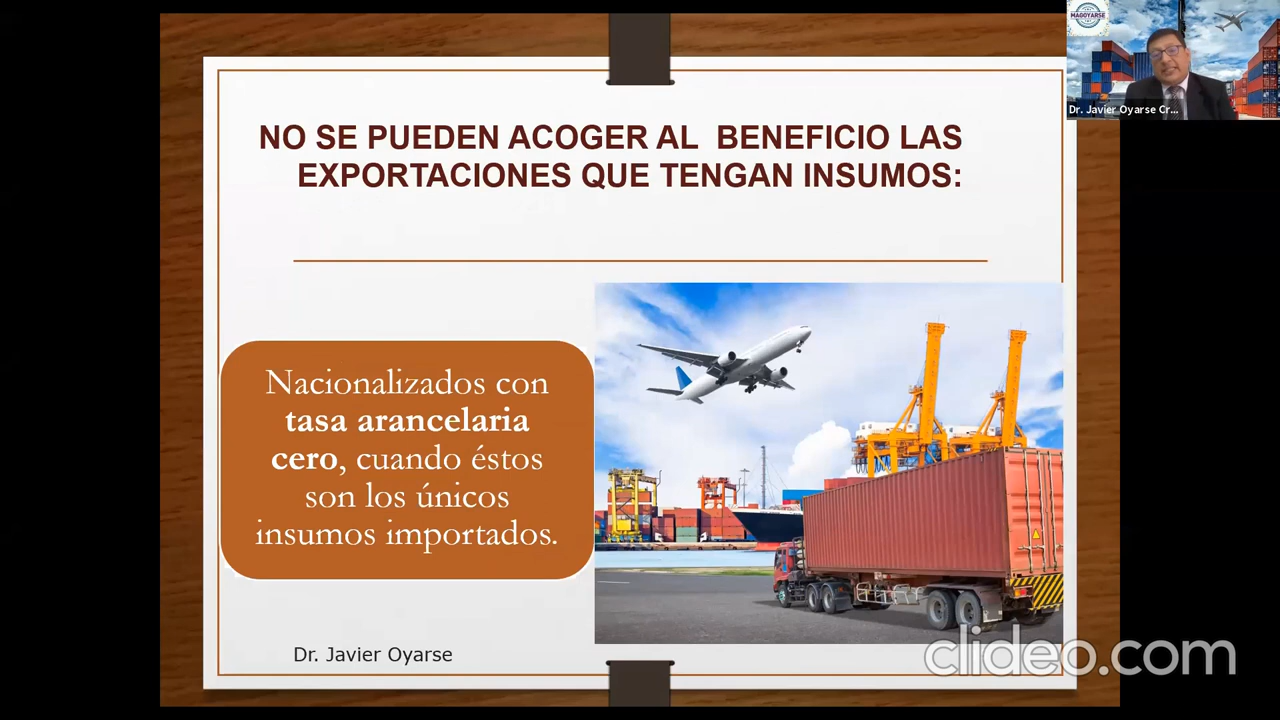 MAGOYARSE
Dr. Javier Oyarse Cr...
NO SE PUEDEN ACOGER AL  BENEFICIO LAS
EXPORTACIONES QUE TENGAN INSUMOS:
Nacionalizados con
tasa arancelaria
cero, cuando éstos
son los únicos
insumos importados.
Dr. Javier Oyarse
clideo.com